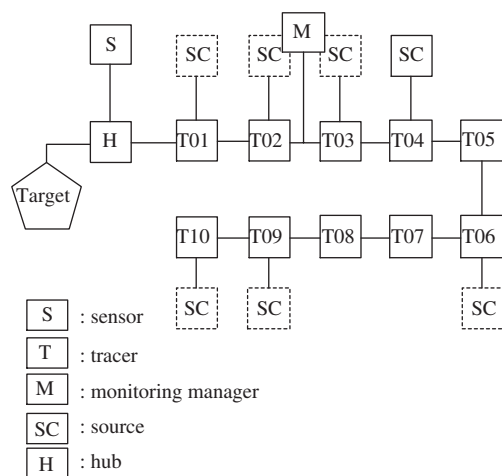 S
SC
SC
M
SC
SC
H
T01
T02
T03
T04
T05
Target
T10
T09
T08
T07
T06
SC
SC
SC
S : sensor
T : tracer
M : monitoring manager
SC : source
H : hub